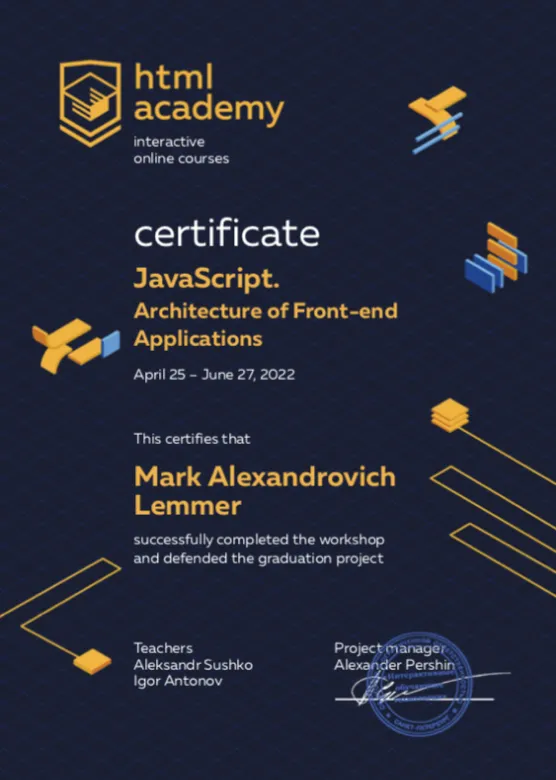 html
academy
interactive
online courses
certificate
JavaScript.
Architecture of Front-end
Applications
April 25 – June 27, 2022
This certifies that
Mark Alexandrovich
Lemmer
successfully completed the workshop
and defended the graduation project
Teachers
Aleksandr Sushko
Igor Antonov
Project manager
Alexander Pershin
САНКТ-ПЕТЕРБУРГ